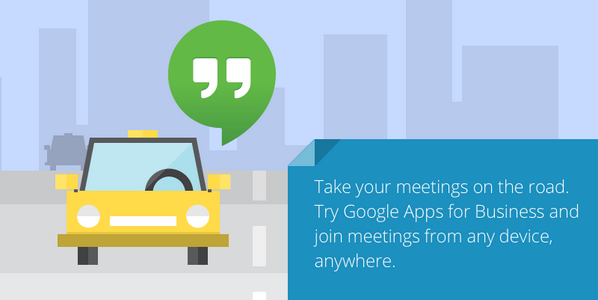 Take your meetings on the road.
Try Google Apps for Business and
join meetings from any device,
anywhere.